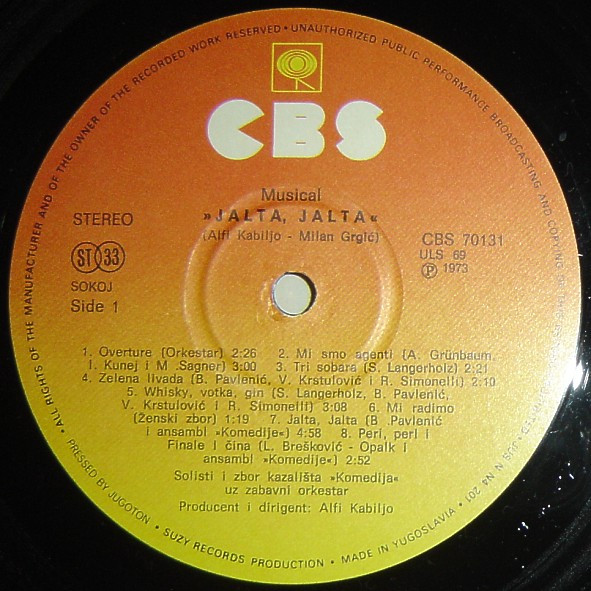 ALL RIGHTS OF THE MANUFACTURER AND OF THE OWNER OF THE RECORDED WORK RESERVED • UNAUTHORIZED PUBLIC PERFORMANCE BROADCASTING AND COPYING OF
CBS
Musical
»JALTA, JALTA«
(Alfi Kabiljo - Milan Grgić)
STEREO
ST 33
SOKOJ
Side 1
CBS 70131
ULS 69
Ⓟ 1973
1. Overture (Orkestar) 2:26 2. Mi smo agenti (A. Grünbaum,
I. Kunej i M. Sagner) 3:00 3. Tri sobara (S. Langerholz) 2:21
4. Zelena livada (B. Pavlenić, V. Krstulović i R. Simonelli) 2:10
5. Whisky, votka, gin (S. Langerholz, B. Pavlenić,
V. Krstulović i R. Simonelli) 3:08 6. Mi radimo
(ženski zbor) 1:19 7. Jalta, Jalta (B. Pavlenić
i ansambl »Komedije«) 4:58 8. Peri, peri i
Finale I čina (L. Brešković - Opalk i
ansambl »Komedije«) 2:52
Solisti i zbor kazališta »Komedija«
uz zabavni orkestar
Producent i dirigent: Alfi Kabiljo
PRESSED BY JUGOTON • SUZY RECORDS PRODUCTION • MADE IN YUGOSLAVIA • JUS N N4 201